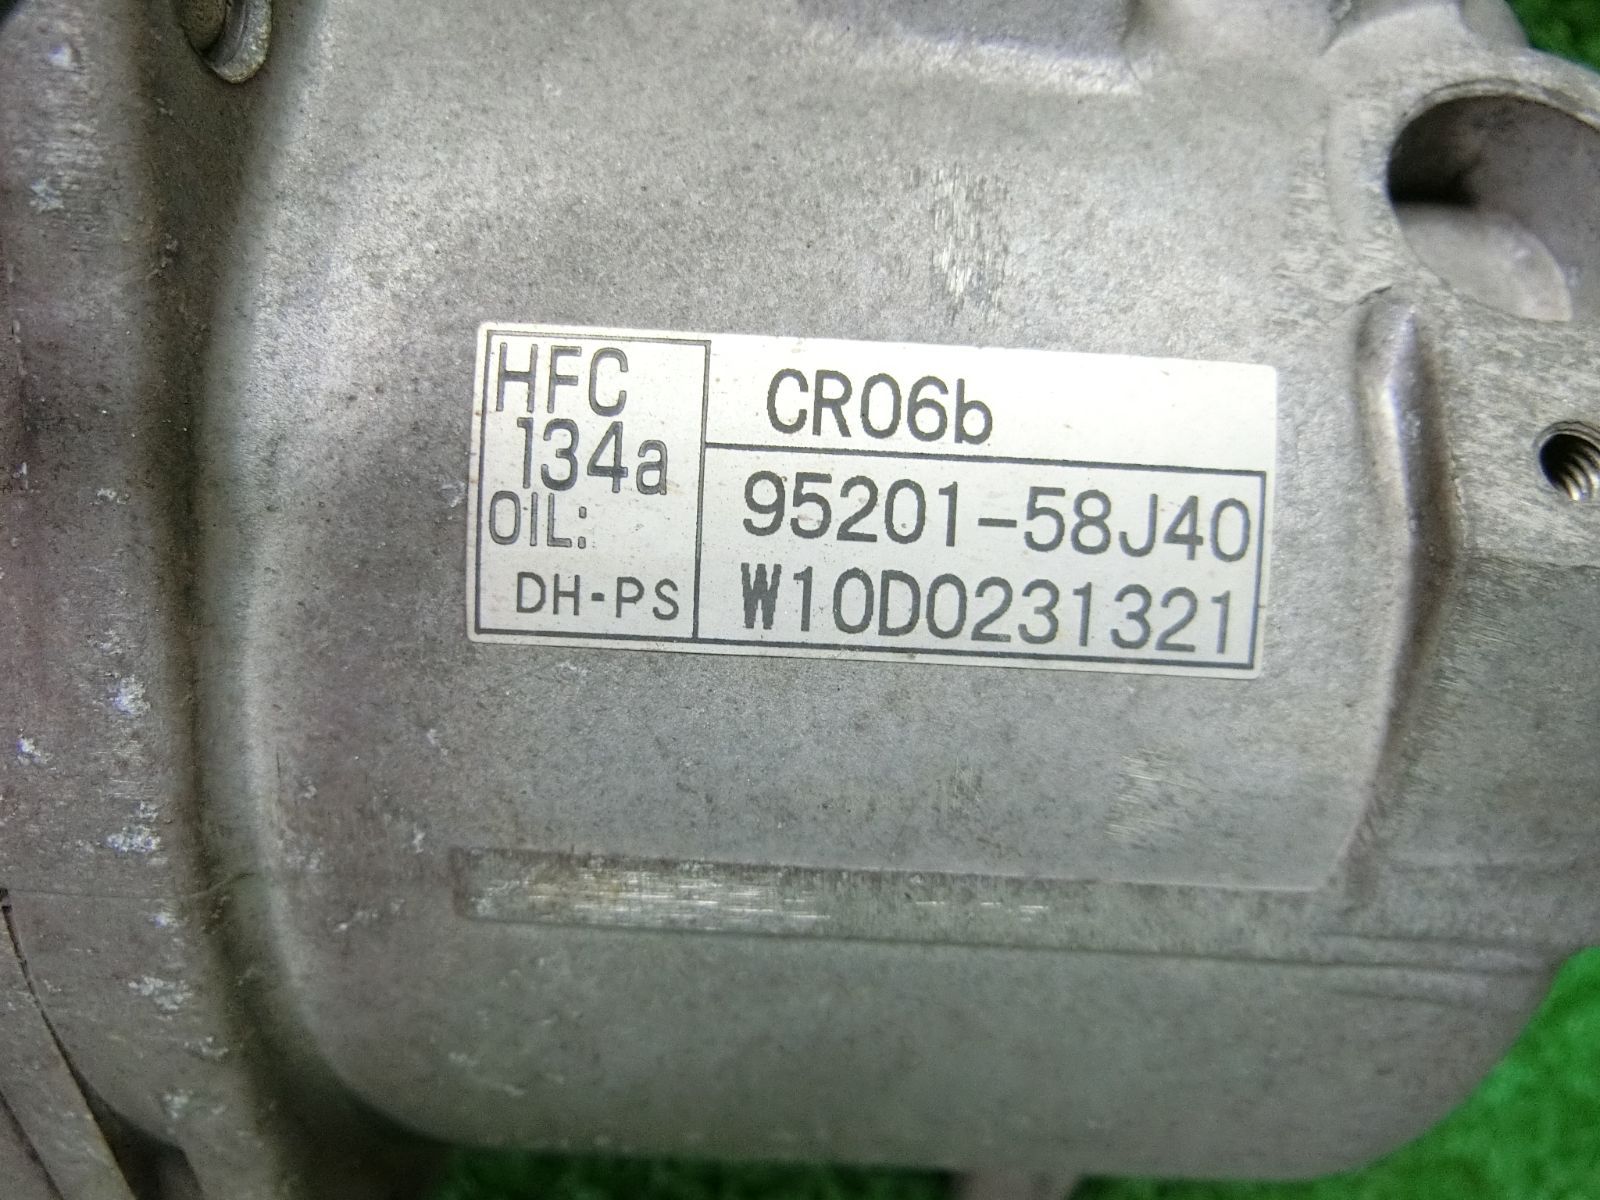 HFC
134a
OIL:
DH-PS
CR06b
95201-58J40
W10D0231321